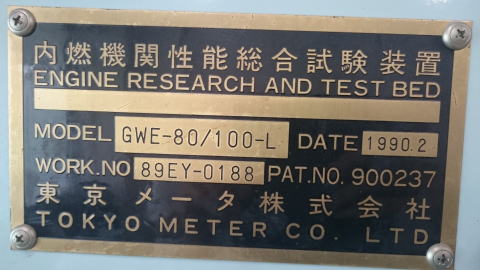 内燃機関性能総合試験装置
ENGINE RESEARCH AND TEST BED
MODEL GWE-80/100-L DATE 1990.2
WORK.NO 89EY-0188 PAT.NO. 900237
東京メータ株式会社
TOKYO METER CO. LTD